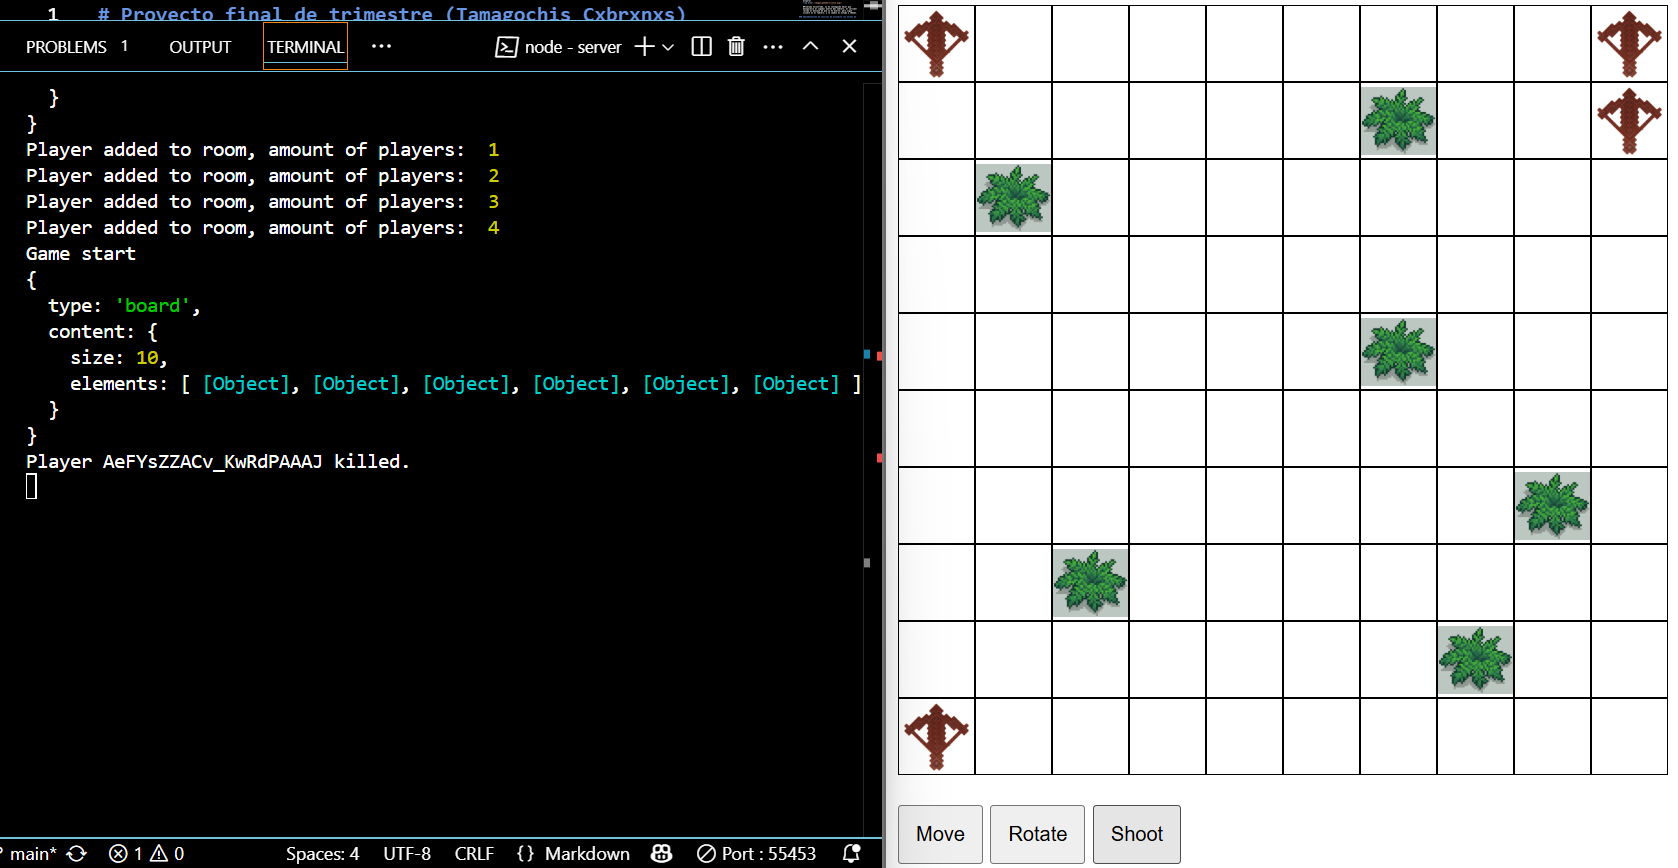 1 # Proyecto final de trimestre (Tamagochis Cxbrxnxs)
PROBLEMS 1 OUTPUT TERMINAL ··· node - server
}
}
Player added to room, amount of players: 1
Player added to room, amount of players: 2
Player added to room, amount of players: 3
Player added to room, amount of players: 4
Game start
{
type: 'board',
content: {
size: 10,
elements: [ [Object], [Object], [Object], [Object], [Object], [Object] ]
}
}
Player AeFYsZZACv_KwRdPAAAJ killed.
main* 1 0 Spaces: 4 UTF-8 CRLF {} Markdown Port : 55453
Move Rotate Shoot